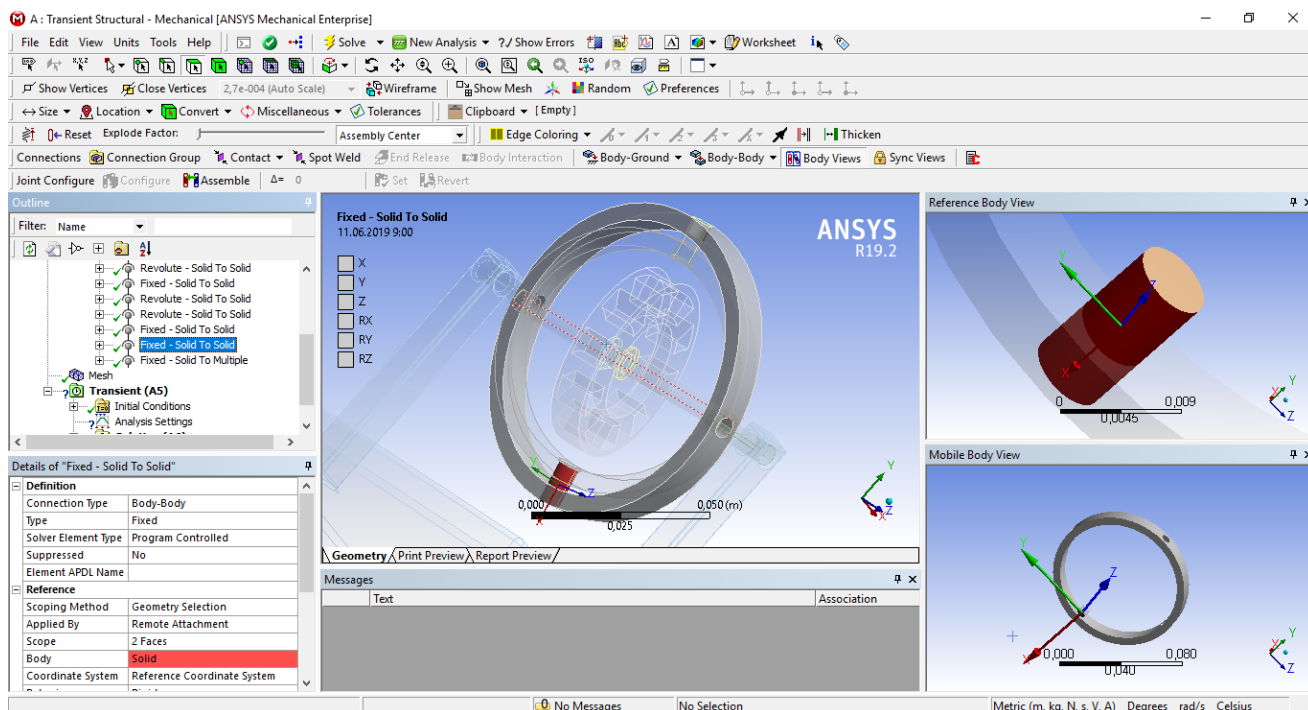 A : Transient Structural - Mechanical [ANSYS Mechanical Enterprise]
File Edit View Units Tools Help Solve New Analysis ?/ Show Errors Worksheet
Show Vertices Close Vertices 2,7e-004 (Auto Scale) Wireframe Show Mesh Random Preferences
Size Location Convert Miscellaneous Tolerances Clipboard [Empty]
Reset Explode Factor: Assembly Center Edge Coloring Thicken
Connections Connection Group Contact Spot Weld End Release Body Interaction Body-Ground Body-Body Body Views Sync Views
Joint Configure Configure Assemble Δ= 0 Set Revert
Outline
Filter: Name
Revolute - Solid To Solid
Fixed - Solid To Solid
Revolute - Solid To Solid
Revolute - Solid To Solid
Fixed - Solid To Solid
Fixed - Solid To Solid
Fixed - Solid To Multiple
Mesh
Transient (A5)
Initial Conditions
Analysis Settings
Details of "Fixed - Solid To Solid"
Definition
Connection Type Body-Body
Type Fixed
Solver Element Type Program Controlled
Suppressed No
Element APDL Name
Reference
Scoping Method Geometry Selection
Applied By Remote Attachment
Scope 2 Faces
Body Solid
Coordinate System Reference Coordinate System
Fixed - Solid To Solid
11.06.2019 9:00
X
Y
Z
RX
RY
RZ
ANSYS
R19.2
Y
Z
X
0,000 0,050 (m)
0,025
Y
Z
X
Geometry Print Preview Report Preview
Messages
Text Association
Reference Body View
Y
Z
X
0 0,009
0,0045
Y
X
Z
Mobile Body View
Y
Z
X
0,000 0,080
0,040
Y
X
Z
No Messages No Selection Metric (m, kg, N, s, V, A) Degrees rad/s Celsius